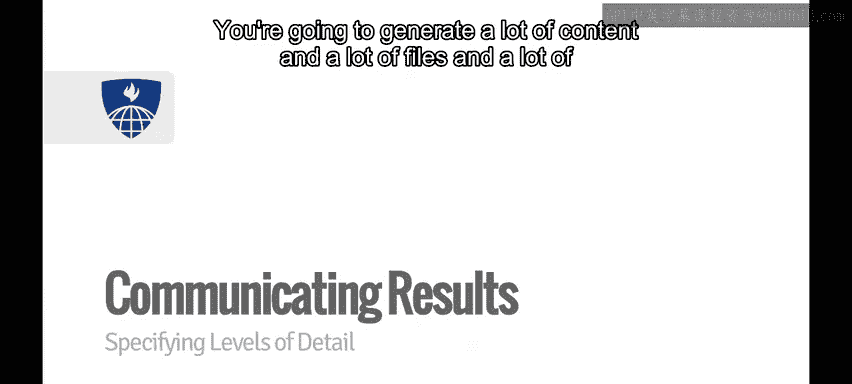 You're going to generate a lot of content
and a lot of files and a lot of
Communicating Results
Specifying Levels of Detail